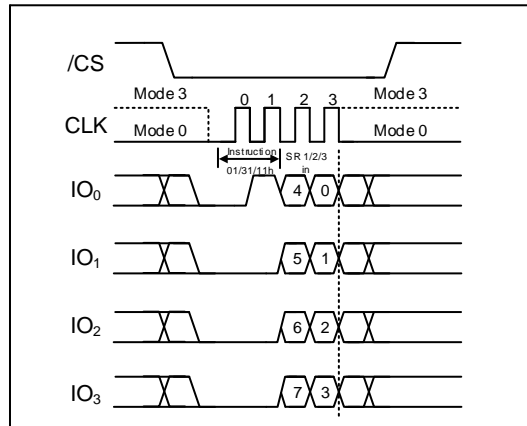 /CS
Mode 3
0 1 2 3
Mode 3
CLK
Mode 0
Mode 0
Instruction
SR 1/2/3
01/31/11h
in
IO0
4 0
IO1
5 1
IO2
6 2
IO3
7 3